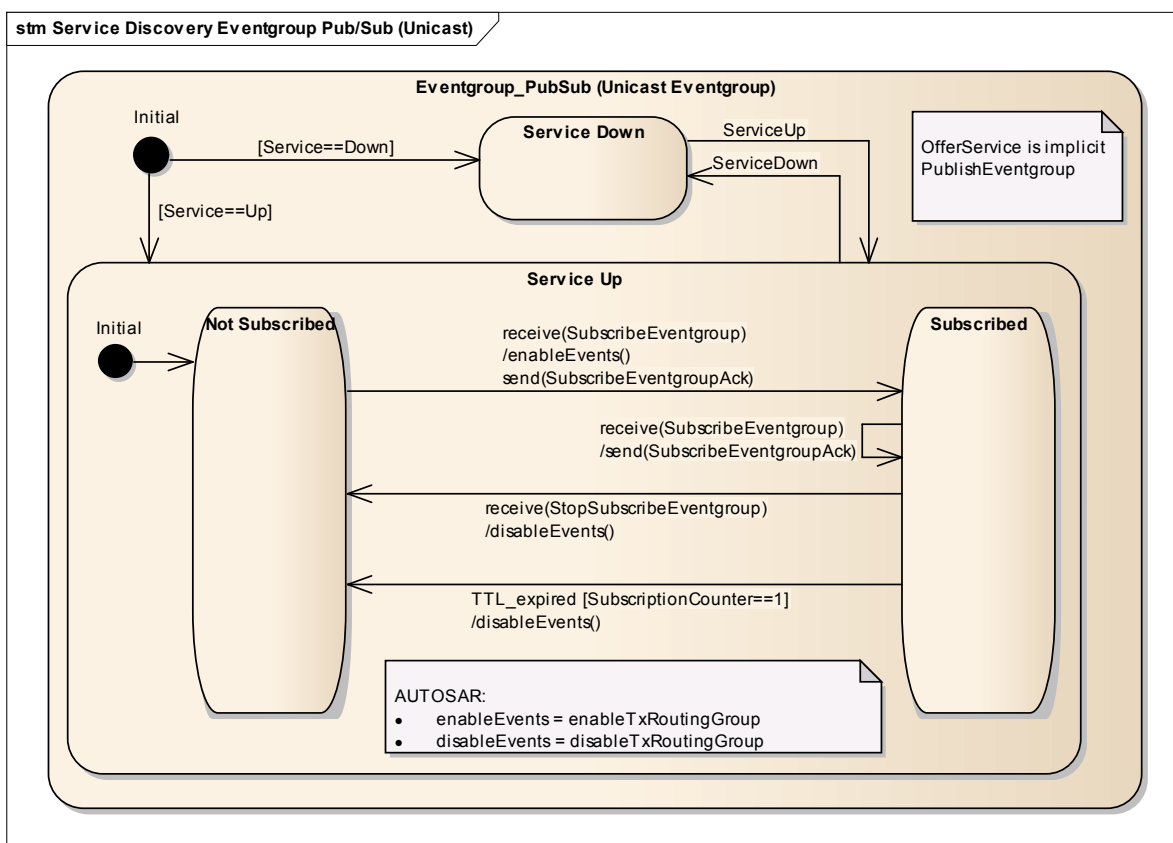 stm Service Discovery Eventgroup Pub/Sub (Unicast)
Eventgroup_PubSub (Unicast Eventgroup)
Initial
[Service==Down]
Service Down
ServiceUp
ServiceDown
OfferService is implicit
PublishEventgroup
[Service==Up]
Service Up
Initial
Not Subscribed
receive(SubscribeEventgroup)
/enableEvents()
send(SubscribeEventgroupAck)
Subscribed
receive(SubscribeEventgroup)
/send(SubscribeEventgroupAck)
receive(StopSubscribeEventgroup)
/disableEvents()
TTL_expired [SubscriptionCounter==1]
/disableEvents()
AUTOSAR:
• enableEvents = enableTxRoutingGroup
• disableEvents = disableTxRoutingGroup